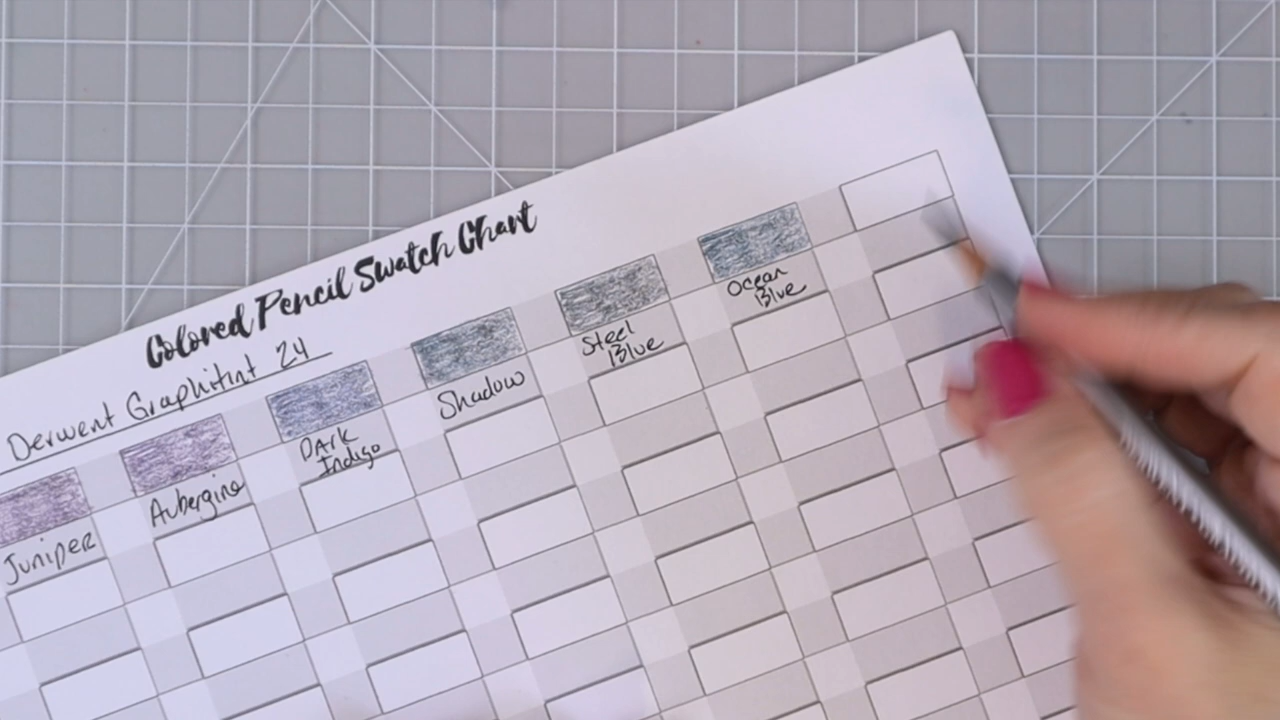 Colored Pencil Swatch Chart
Derwent Graphitint 24
Juniper
Aubergine
DArk
Indigo
Shadow
Steel
Blue
Ocean
Blue